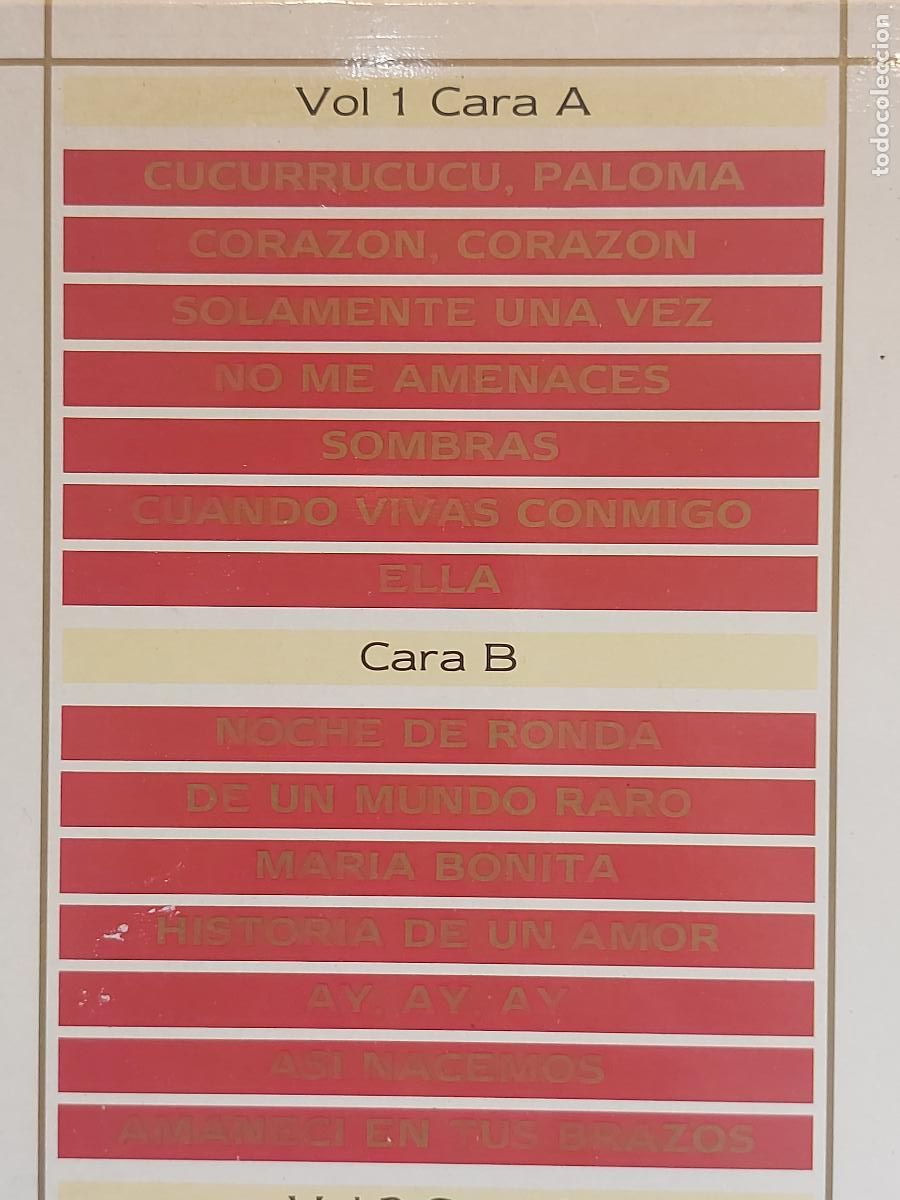 todocoleccion
Vol 1 Cara A
CUCURRUCUCU, PALOMA
CORAZON, CORAZON
SOLAMENTE UNA VEZ
NO ME AMENACES
SOMBRAS
CUANDO VIVAS CONMIGO
ELLA
Cara B
NOCHE DE RONDA
DE UN MUNDO RARO
MARIA BONITA
HISTORIA DE UN AMOR
AY, AY, AY
ASI NACEMOS
AMANECI EN TUS BRAZOS